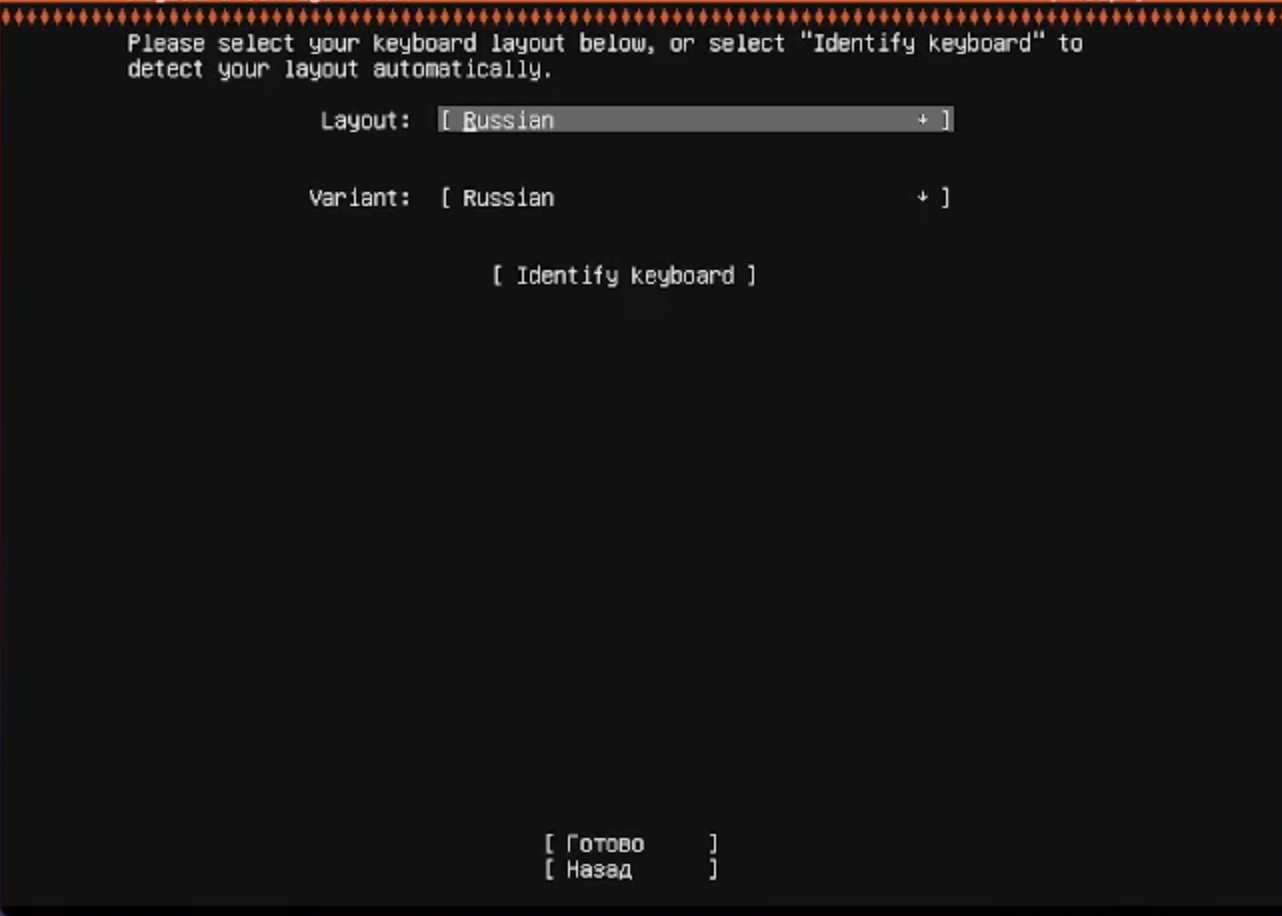 Please select your keyboard layout below, or select "Identify keyboard" to
detect your layout automatically.
Layout: [ Russian ↓ ]
Variant: [ Russian ↓ ]
[ Identify keyboard ]
[ Готово ]
[ Назад ]